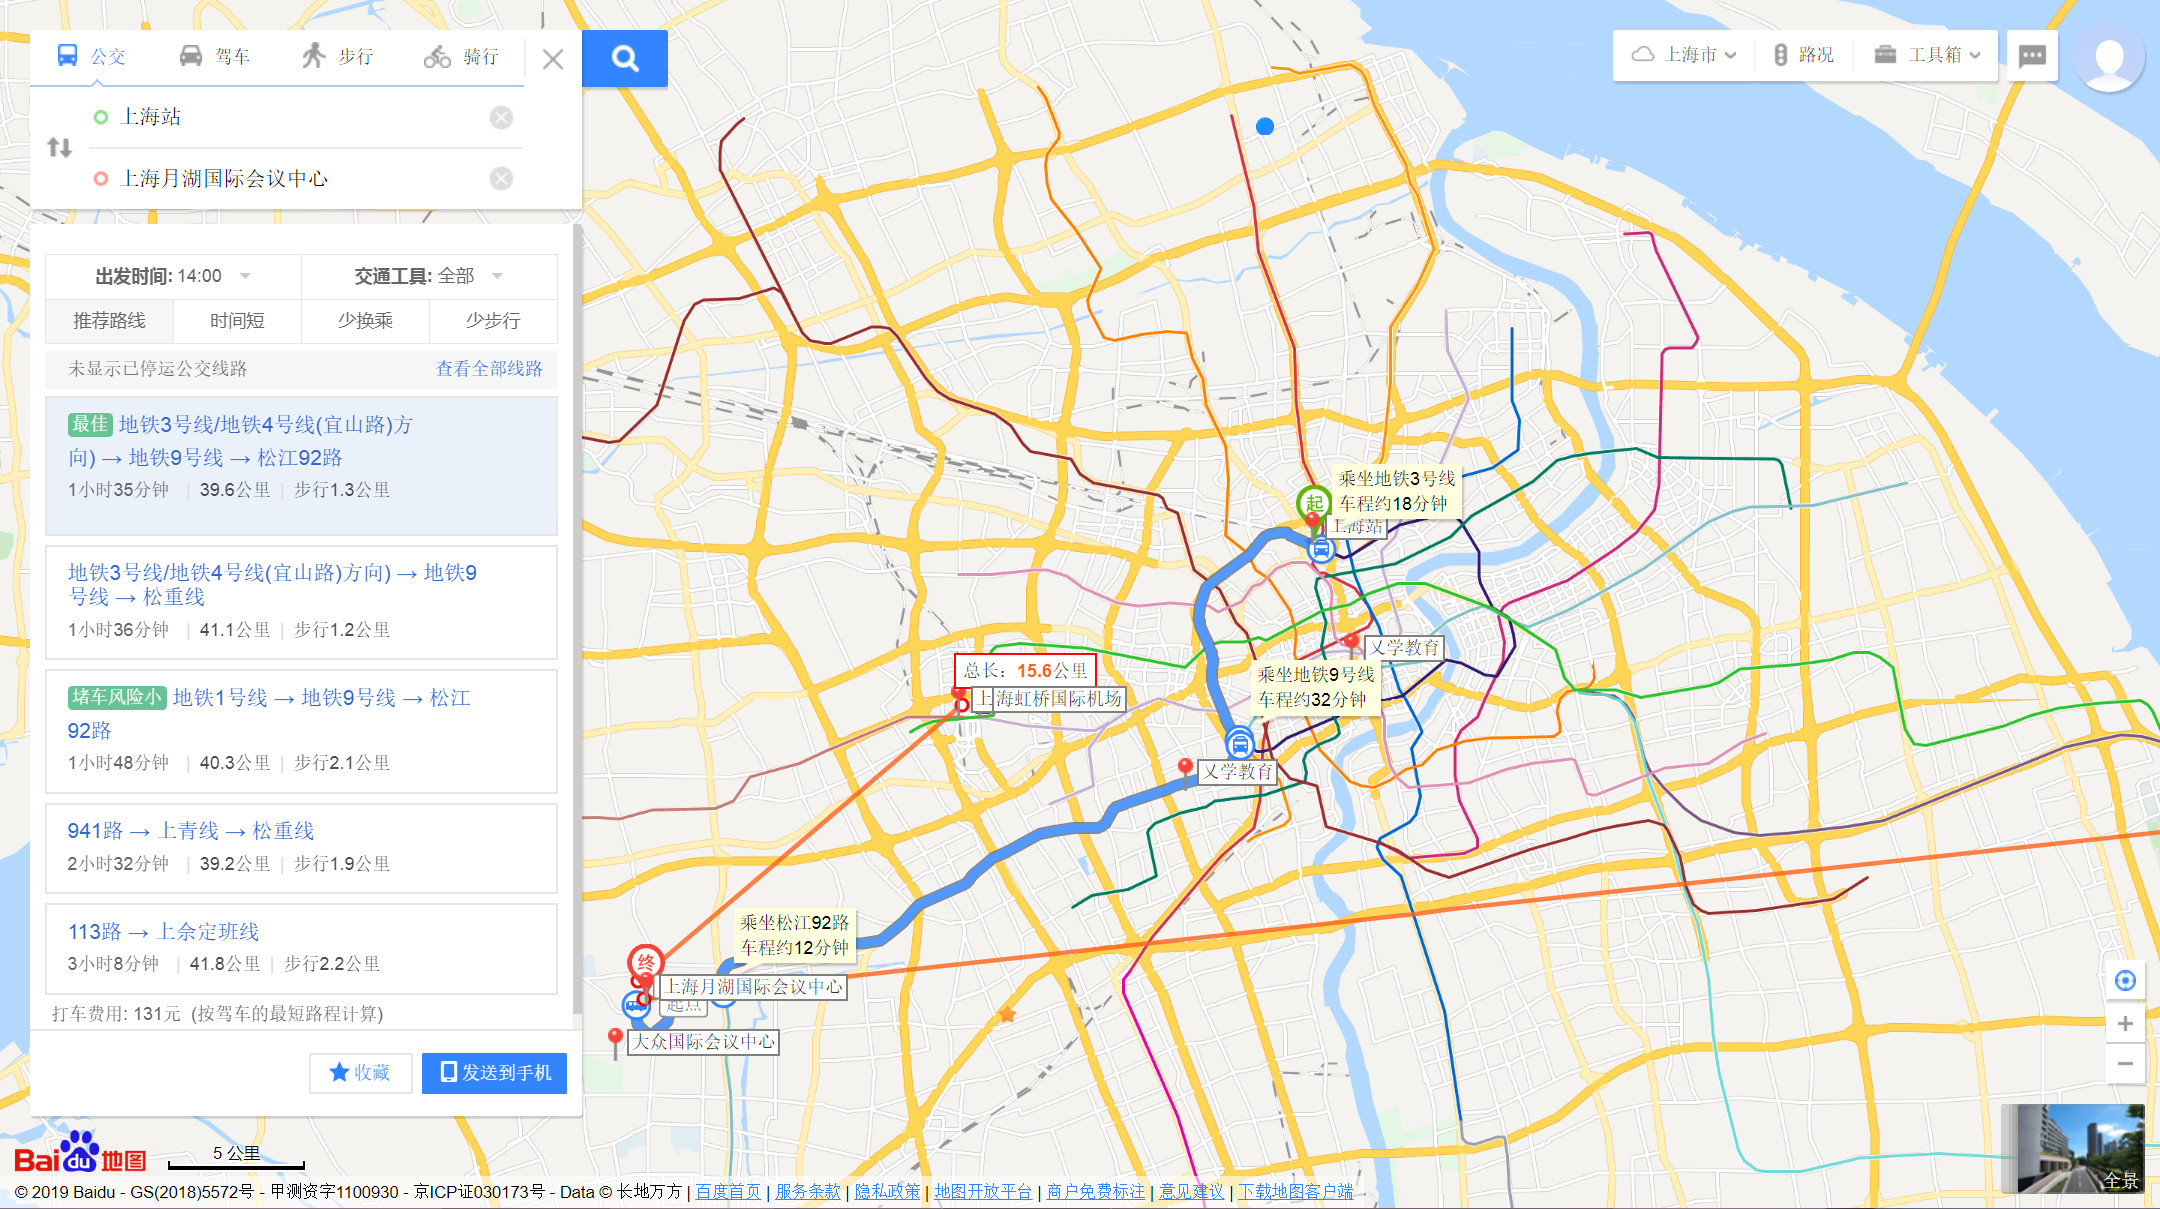 公交 驾车 步行 骑行
上海站
上海月湖国际会议中心
上海市 路况 工具箱
出发时间: 14:00 交通工具: 全部
推荐路线 时间短 少换乘 少步行
未显示已停运公交线路 查看全部线路
最佳 地铁3号线/地铁4号线(宜山路)方
向) → 地铁9号线 → 松江92路
1小时35分钟 | 39.6公里 | 步行1.3公里
地铁3号线/地铁4号线(宜山路)方向) → 地铁9
号线 → 松重线
1小时36分钟 | 41.1公里 | 步行1.2公里
堵车风险小 地铁1号线 → 地铁9号线 → 松江
92路
1小时48分钟 | 40.3公里 | 步行2.1公里
941路 → 上青线 → 松重线
2小时32分钟 | 39.2公里 | 步行1.9公里
113路 → 上佘定班线
3小时8分钟 | 41.8公里 | 步行2.2公里
打车费用: 131元 (按驾车的最短路程计算)
收藏 发送到手机
乘坐地铁3号线
车程约18分钟
起
上海站
乂学教育
乘坐地铁9号线
车程约32分钟
总长: 15.6公里
上海虹桥国际机场
乂学教育
乘坐松江92路
车程约12分钟
终
上海月湖国际会议中心
起点
大众国际会议中心
全景
Bai du 地图
5 公里
© 2019 Baidu - GS(2018)5572号 - 甲测资字1100930 - 京ICP证030173号 - Data © 长地万方 | 百度首页 | 服务条款 | 隐私政策 | 地图开放平台 | 商户免费标注 | 意见建议 | 下载地图客户端